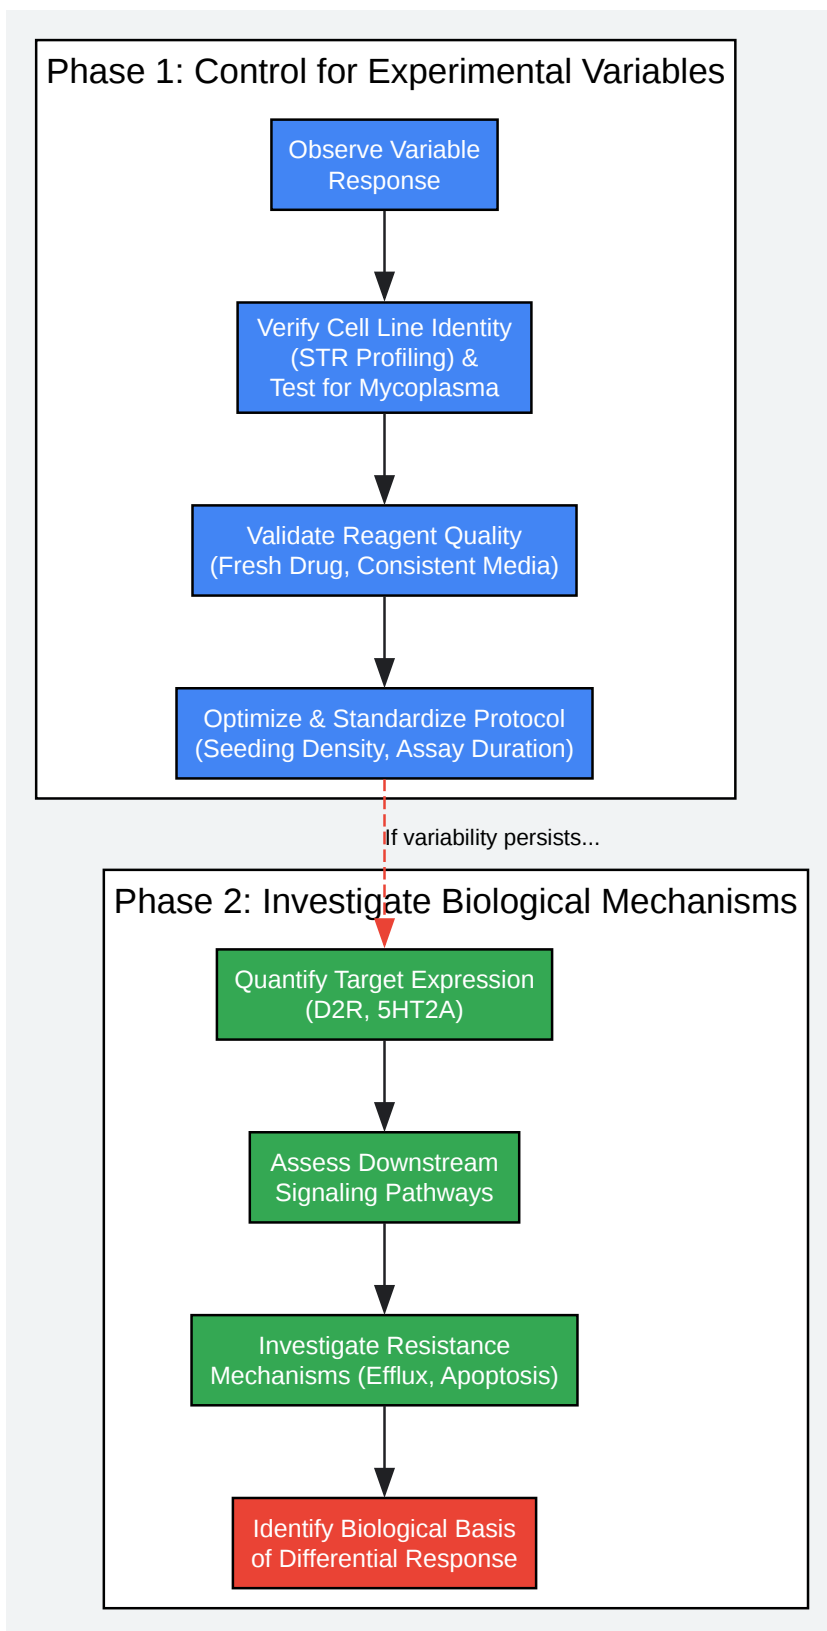 Phase 1: Control for Experimental Variables
Observe Variable
Response
Verify Cell Line Identity
(STR Profiling) &
Test for Mycoplasma
Validate Reagent Quality
(Fresh Drug, Consistent Media)
Optimize & Standardize Protocol
(Seeding Density, Assay Duration)
If variability persists...
Phase 2: Investigate Biological Mechanisms
Quantify Target Expression
(D2R, 5HT2A)
Assess Downstream
Signaling Pathways
Investigate Resistance
Mechanisms (Efflux, Apoptosis)
Identify Biological Basis
of Differential Response